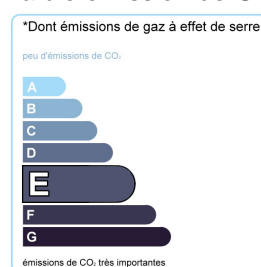 *Dont émissions de gaz à effet de serre
peu d'émissions de CO₂
A
B
C
D
E
F
G
émissions de CO₂ très importantes